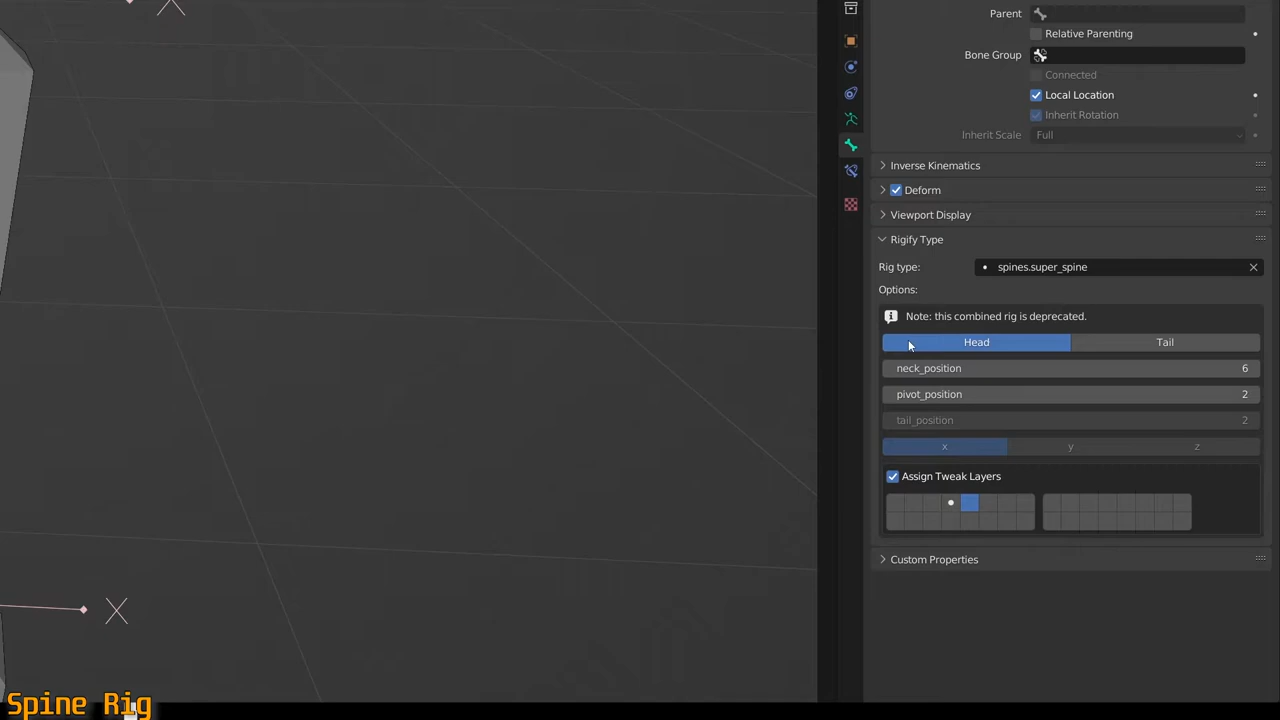 Parent
Relative Parenting
Bone Group
Connected
Local Location
Inherit Rotation
Inherit Scale Full
Inverse Kinematics
Deform
Viewport Display
Rigify Type
Rig type: spines.super_spine
Options:
Note: this combined rig is deprecated.
Head Tail
neck_position 6
pivot_position 2
tail_position 2
x y z
Assign Tweak Layers
Custom Properties
X
X
Spine Rig